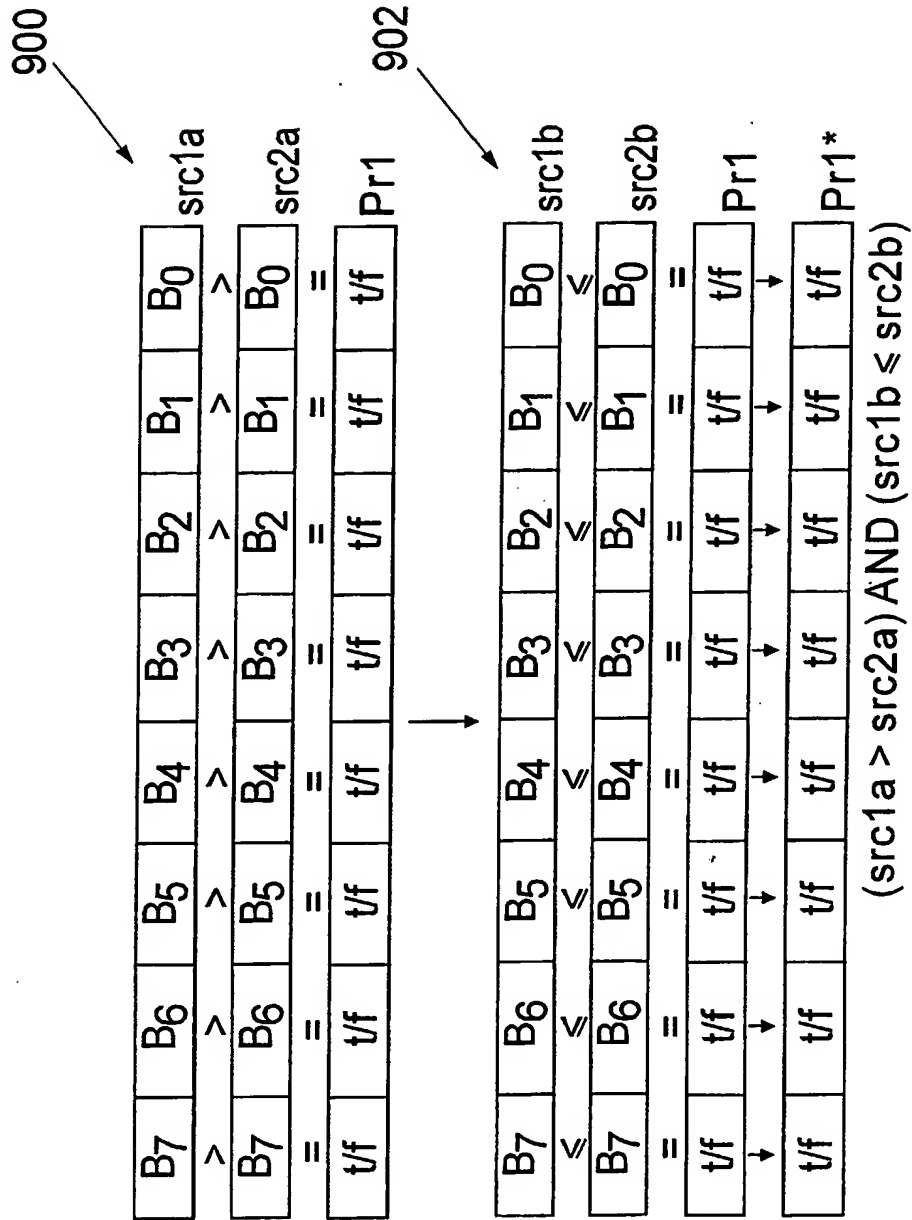 900
B7 B6 B5 B4 B3 B2 B1 B0 src1a
∧ ∧ ∧ ∧ ∧ ∧ ∧ ∧
B7 B6 B5 B4 B3 B2 B1 B0 src2a
= = = = = = = =
t/f t/f t/f t/f t/f t/f t/f t/f Pr1
902
B7 B6 B5 B4 B3 B2 B1 B0 src1b
⩽ ⩽ ⩽ ⩽ ⩽ ⩽ ⩽ ⩽
B7 B6 B5 B4 B3 B2 B1 B0 src2b
= = = = = = = =
t/f t/f t/f t/f t/f t/f t/f t/f Pr1
t/f t/f t/f t/f t/f t/f t/f t/f Pr1*
(src1a > src2a) AND (src1b ⩽ src2b)